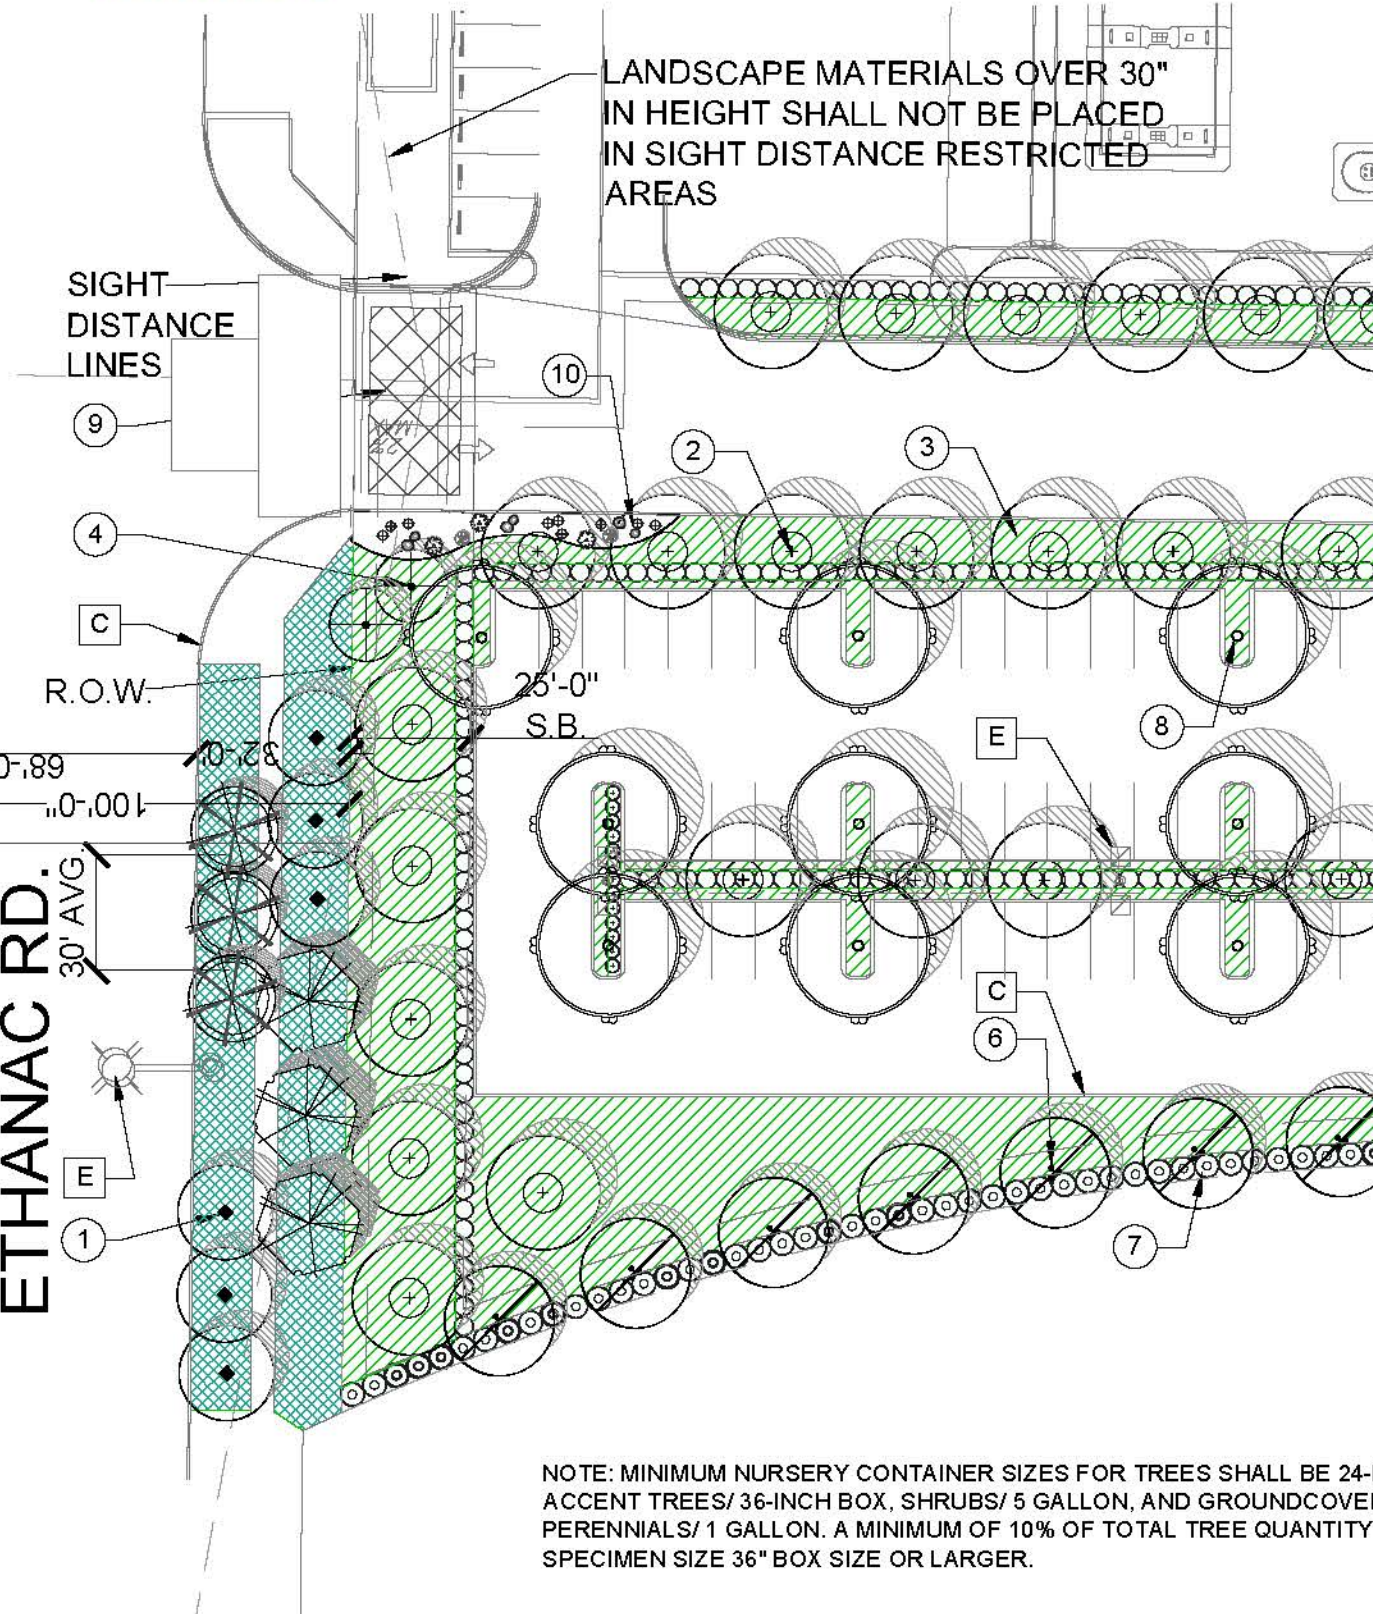 LANDSCAPE MATERIALS OVER 30"
IN HEIGHT SHALL NOT BE PLACED
IN SIGHT DISTANCE RESTRICTED
AREAS
SIGHT
DISTANCE
LINES
9
10
2
3
4
C
R.O.W.
25'-0"
S.B.
8
E
32'-0"
68'-0
100'-0"
30' AVG.
ETHANAC RD.
C
6
E
1
7
NOTE: MINIMUM NURSERY CONTAINER SIZES FOR TREES SHALL BE 24-
ACCENT TREES/ 36-INCH BOX, SHRUBS/ 5 GALLON, AND GROUNDCOVE
PERENNIALS/ 1 GALLON. A MINIMUM OF 10% OF TOTAL TREE QUANTITY
SPECIMEN SIZE 36" BOX SIZE OR LARGER.